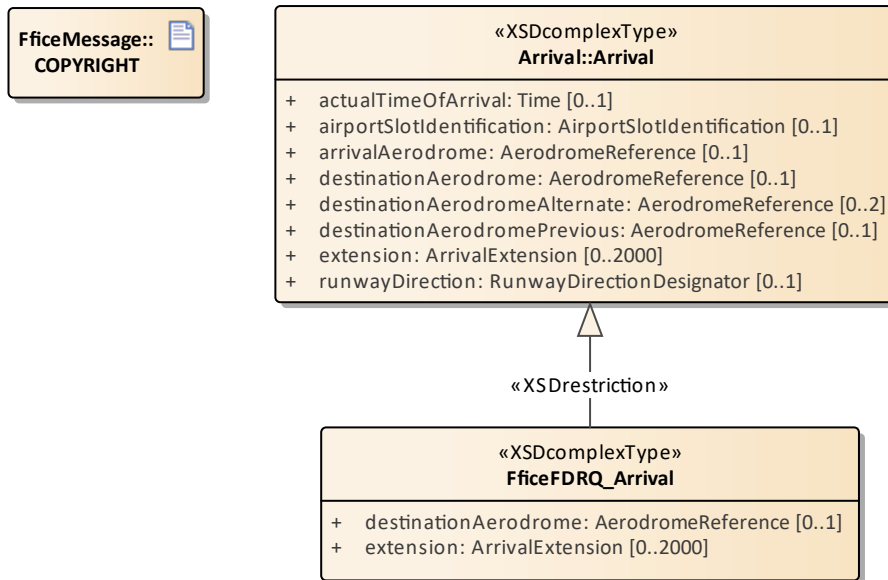 FficeMessage::
COPYRIGHT
«XSDcomplexType»
Arrival::Arrival
+ actualTimeOfArrival: Time [0..1]
+ airportSlotIdentification: AirportSlotIdentification [0..1]
+ arrivalAerodrome: AerodromeReference [0..1]
+ destinationAerodrome: AerodromeReference [0..1]
+ destinationAerodromeAlternate: AerodromeReference [0..2]
+ destinationAerodromePrevious: AerodromeReference [0..1]
+ extension: ArrivalExtension [0..2000]
+ runwayDirection: RunwayDirectionDesignator [0..1]
«XSDrestriction»
«XSDcomplexType»
FficeFDRQ_Arrival
+ destinationAerodrome: AerodromeReference [0..1]
+ extension: ArrivalExtension [0..2000]